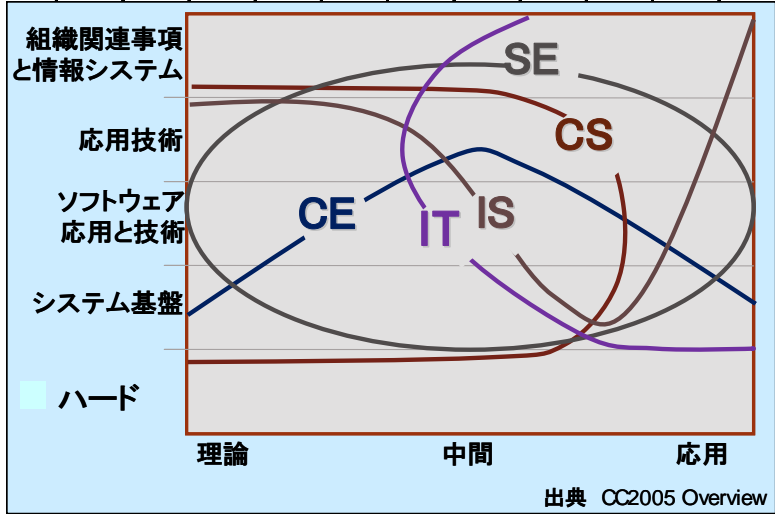 組織関連事項
と情報システム
SE
応用技術
CS
ソフトウェア
応用と技術
CE
IT
IS
システム基盤
ハード
理論
中間
応用
出典 CC2005 Overview